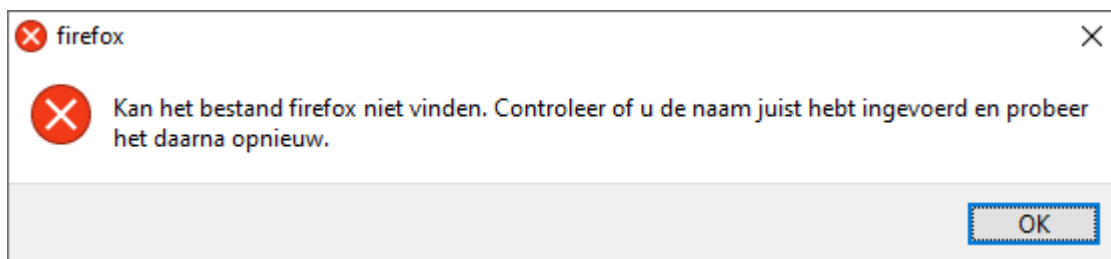 firefox
Kan het bestand firefox niet vinden. Controleer of u de naam juist hebt ingevoerd en probeer
het daarna opnieuw.
OK